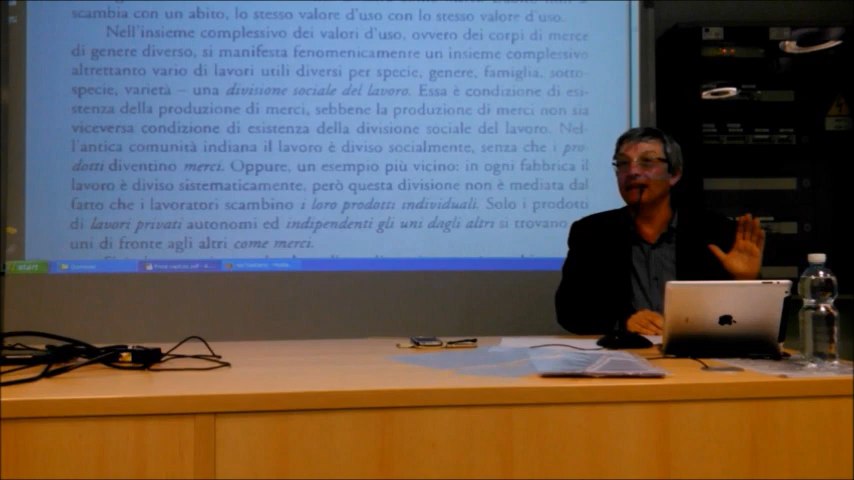 scambia con un abito, lo stesso valore d'uso con lo stesso valore d'uso.
Nell'insieme complessivo dei valori d'uso, ovvero dei corpi di merce
di genere diverso, si manifesta fenomenicamente un insieme complessivo
altrettanto vario di lavori utili diversi per specie, genere, famiglia, sotto-
specie, varietà – una divisione sociale del lavoro. Essa è condizione di esi-
stenza della produzione di merci, sebbene la produzione di merci non sia
viceversa condizione di esistenza della divisione sociale del lavoro. Nel-
l'antica comunità indiana il lavoro è diviso socialmente, senza che i pro-
dotti diventino merci. Oppure, un esempio più vicino: in ogni fabbrica il
lavoro è diviso sistematicamente, però questa divisione non è mediata dal
fatto che i lavoratori scambino i loro prodotti individuali. Solo i prodotti
di lavori privati autonomi ed indipendenti gli uni dagli altri si trovano
uni di fronte agli altri come merci.
start